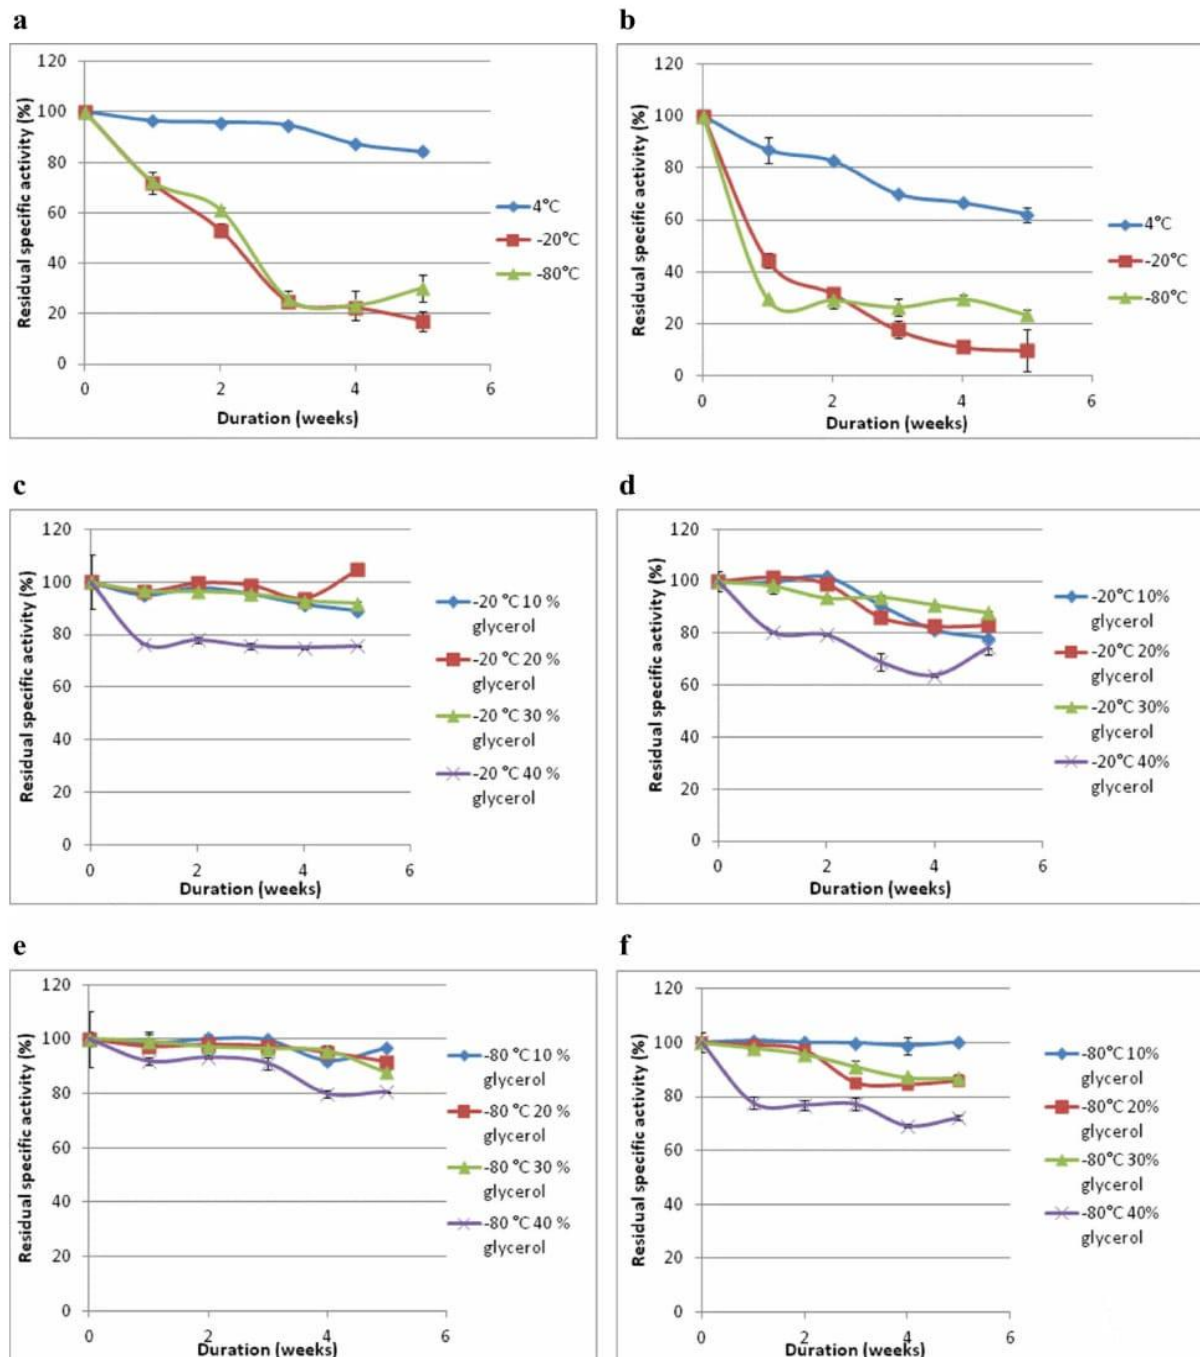 a
120
100
80
60
40
20
0
0 2 4 6
Residual specific activity (%)
Duration (weeks)
4°C
-20°C
-80°C
b
120
100
80
60
40
20
0
0 2 4 6
Residual specific activity (%)
Duration (weeks)
4°C
-20°C
-80°C
c
120
100
80
60
40
20
0
0 2 4 6
Residual specific activity (%)
Duration (weeks)
-20 °C 10 %
glycerol
-20 °C 20 %
glycerol
-20 °C 30 %
glycerol
-20 °C 40 %
glycerol
d
120
100
80
60
40
20
0
0 2 4 6
Residual specific activity (%)
Duration (weeks)
-20°C 10%
glycerol
-20°C 20%
glycerol
-20°C 30%
glycerol
-20°C 40%
glycerol
e
120
100
80
60
40
20
0
0 2 4 6
Residual specific activity (%)
Duration (weeks)
-80 °C 10 %
glycerol
-80 °C 20 %
glycerol
-80 °C 30 %
glycerol
-80 °C 40 %
glycerol
f
120
100
80
60
40
20
0
0 2 4 6
Residual specific activity (%)
Duration (weeks)
-80°C 10%
glycerol
-80°C 20%
glycerol
-80°C 30%
glycerol
-80°C 40%
glycerol